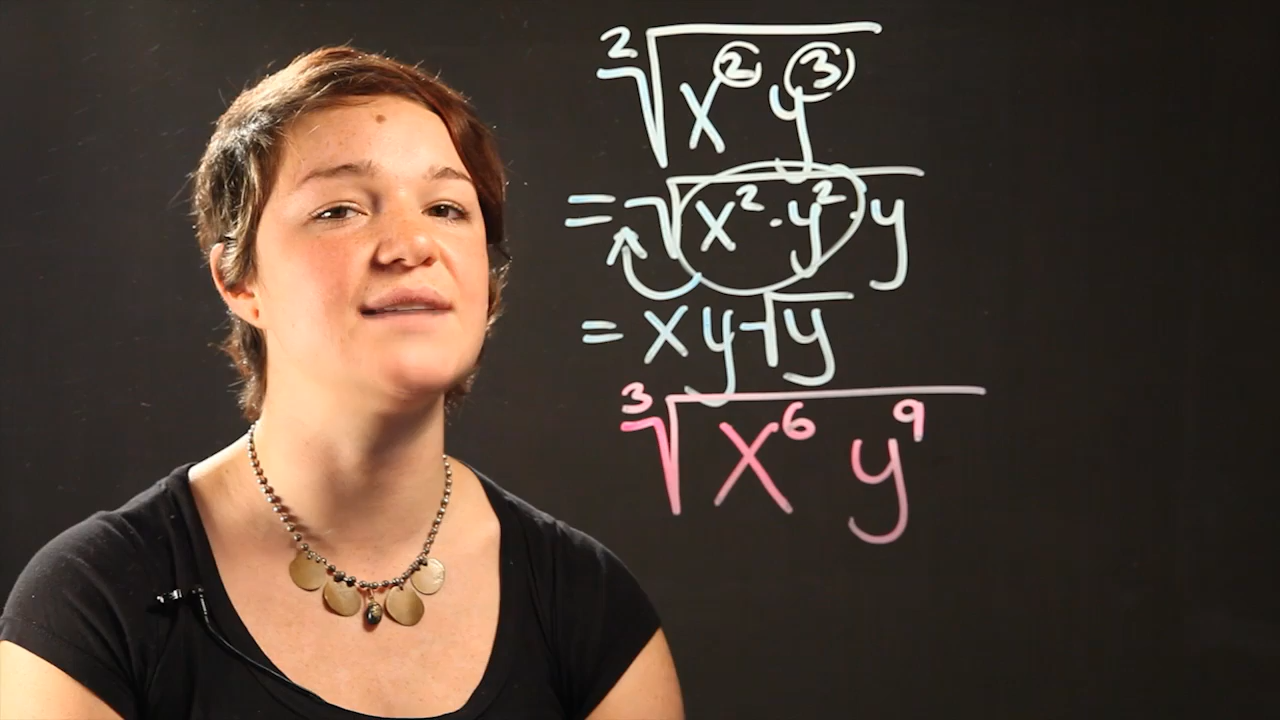 ²√x²y³
= √x²·y²·y
= xy√y
³√x⁶y⁹